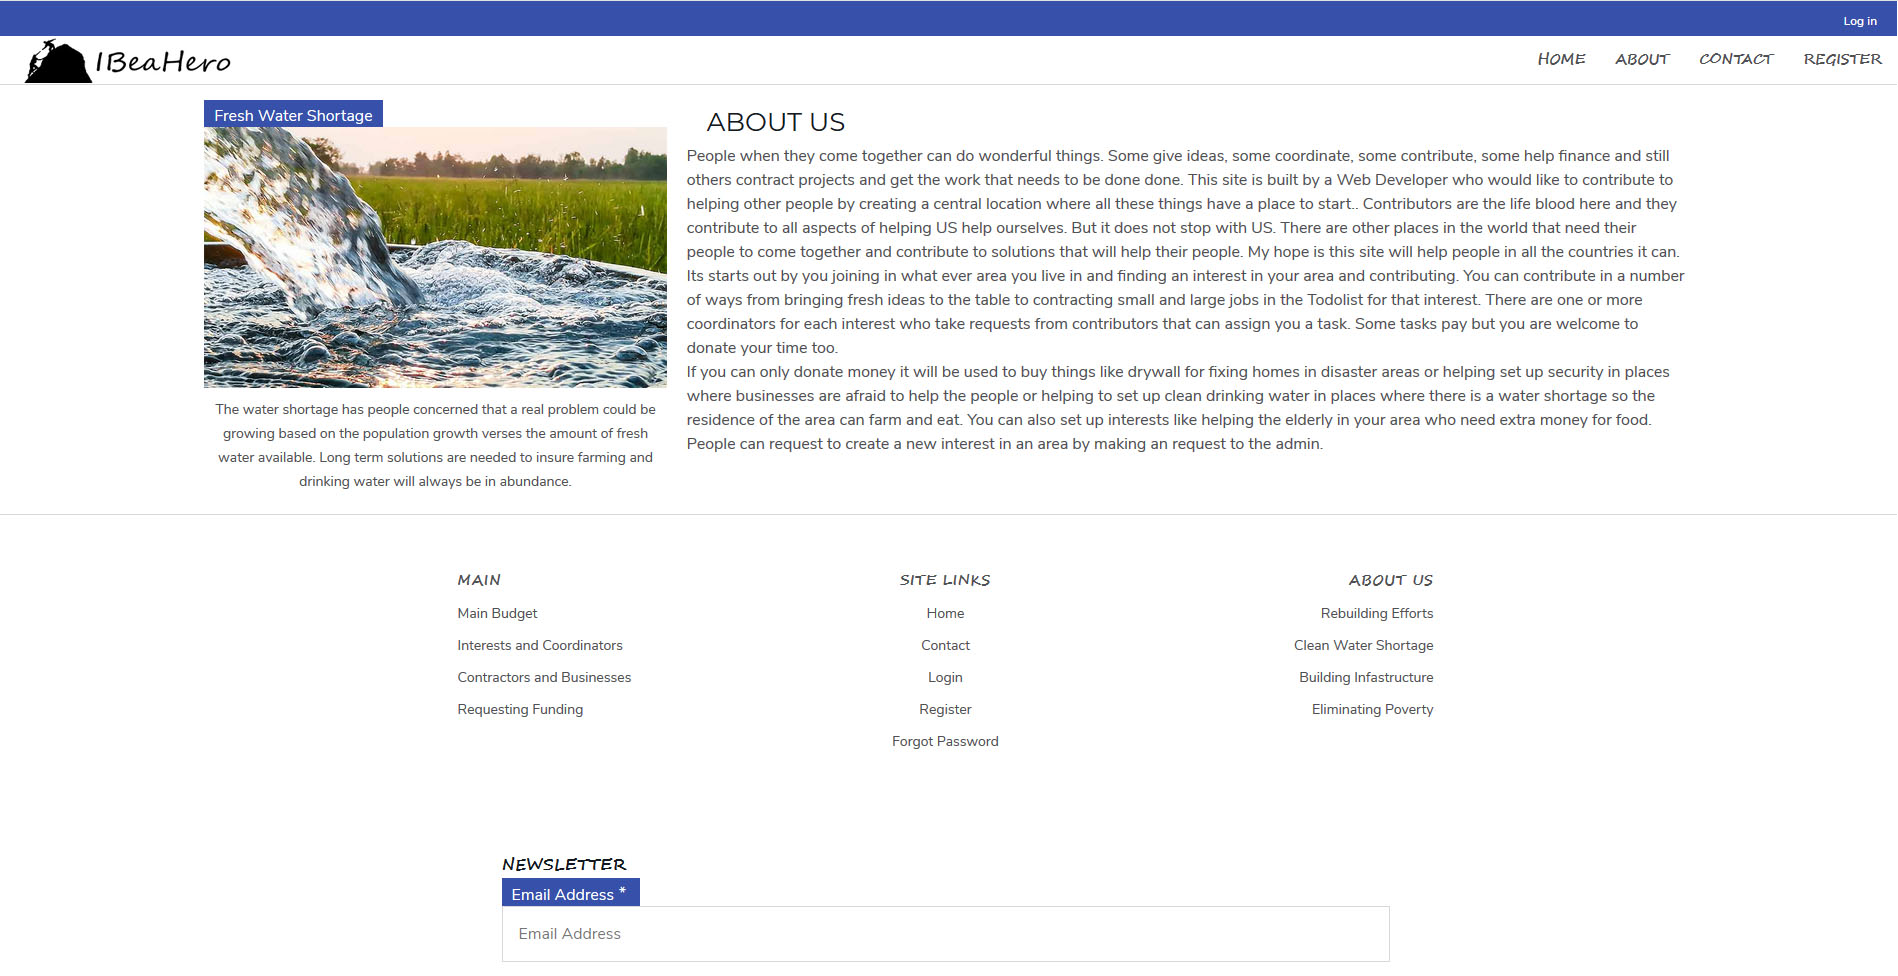 Log in
IBeaHero
HOME ABOUT CONTACT REGISTER
Fresh Water Shortage
The water shortage has people concerned that a real problem could be
growing based on the population growth verses the amount of fresh
water available. Long term solutions are needed to insure farming and
drinking water will always be in abundance.
ABOUT US
People when they come together can do wonderful things. Some give ideas, some coordinate, some contribute, some help finance and still
others contract projects and get the work that needs to be done done. This site is built by a Web Developer who would like to contribute to
helping other people by creating a central location where all these things have a place to start.. Contributors are the life blood here and they
contribute to all aspects of helping US help ourselves. But it does not stop with US. There are other places in the world that need their
people to come together and contribute to solutions that will help their people. My hope is this site will help people in all the countries it can.
Its starts out by you joining in what ever area you live in and finding an interest in your area and contributing. You can contribute in a number
of ways from bringing fresh ideas to the table to contracting small and large jobs in the Todolist for that interest. There are one or more
coordinators for each interest who take requests from contributors that can assign you a task. Some tasks pay but you are welcome to
donate your time too.
If you can only donate money it will be used to buy things like drywall for fixing homes in disaster areas or helping set up security in places
where businesses are afraid to help the people or helping to set up clean drinking water in places where there is a water shortage so the
residence of the area can farm and eat. You can also set up interests like helping the elderly in your area who need extra money for food.
People can request to create a new interest in an area by making an request to the admin.
MAIN
Main Budget
Interests and Coordinators
Contractors and Businesses
Requesting Funding
SITE LINKS
Home
Contact
Login
Register
Forgot Password
ABOUT US
Rebuilding Efforts
Clean Water Shortage
Building Infastructure
Eliminating Poverty
NEWSLETTER
Email Address *
Email Address